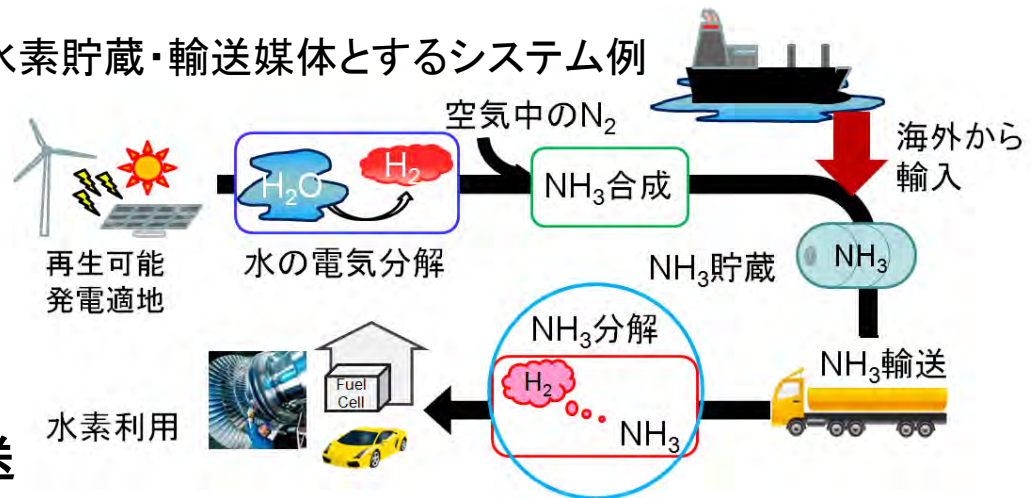 水素貯蔵・輸送媒体とするシステム例
空気中のN₂
海外から
輸入
H₂O
H₂
NH₃合成
再生可能
発電適地
水の電気分解
NH₃貯蔵
NH₃
NH₃分解
NH₃輸送
H₂
NH₃
Fuel
Cell
水素利用
送